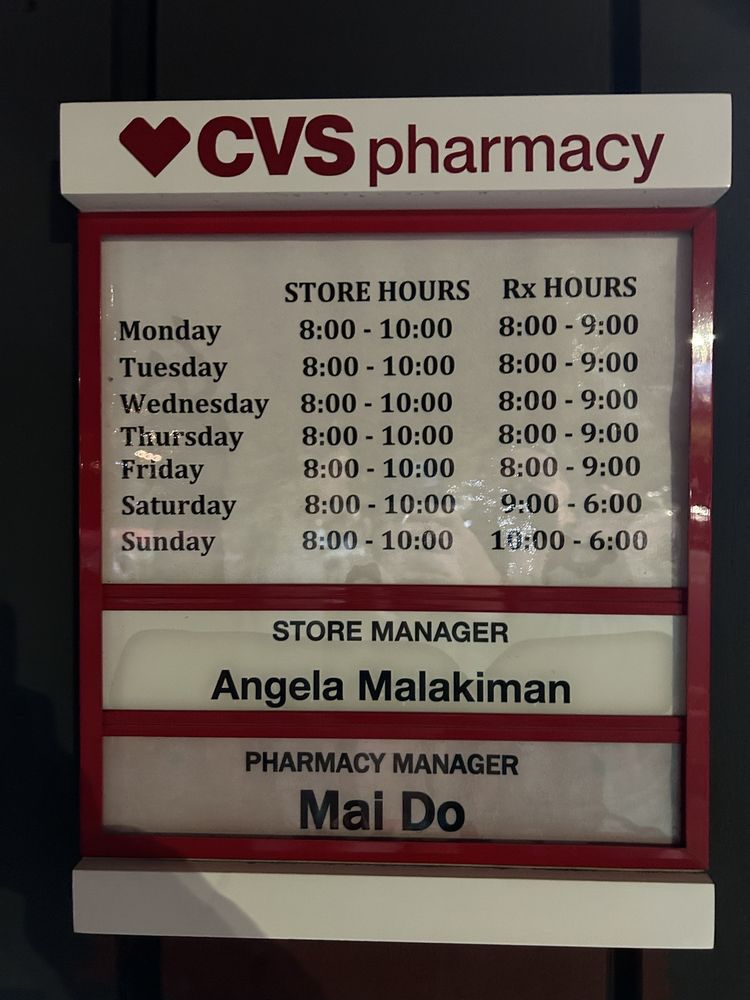 CVS pharmacy
STORE HOURS Rx HOURS
Monday 8:00 - 10:00 8:00 - 9:00
Tuesday 8:00 - 10:00 8:00 - 9:00
Wednesday 8:00 - 10:00 8:00 - 9:00
Thursday 8:00 - 10:00 8:00 - 9:00
Friday 8:00 - 10:00 8:00 - 9:00
Saturday 8:00 - 10:00 9:00 - 6:00
Sunday 8:00 - 10:00 10:00 - 6:00
STORE MANAGER
Angela Malakiman
PHARMACY MANAGER
Mai Do